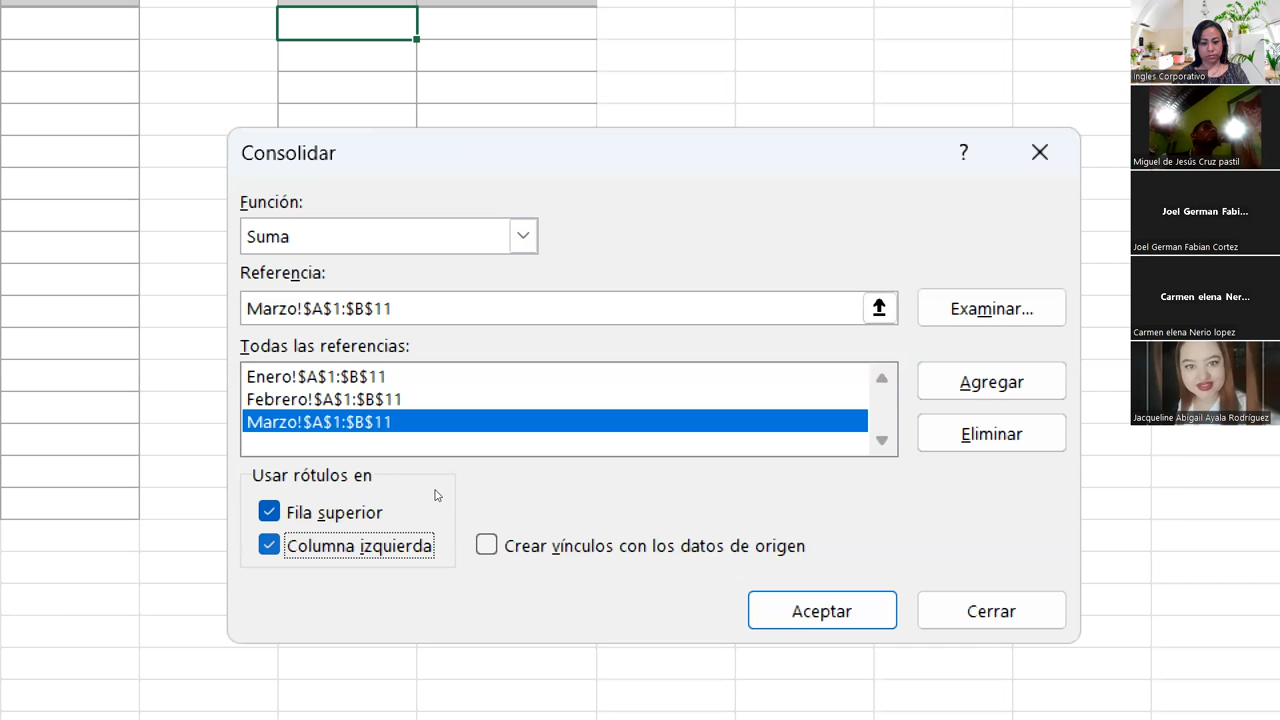 Consolidar
?
Función:
Suma
Referencia:
Marzo!$A$1:$B$11
Examinar...
Todas las referencias:
Enero!$A$1:$B$11
Febrero!$A$1:$B$11
Marzo!$A$1:$B$11
Agregar
Eliminar
Usar rótulos en
Fila superior
Columna izquierda
Crear vínculos con los datos de origen
Aceptar
Cerrar
Ingles Corporativo
Miguel de Jesús Cruz pastil
Joel German Fabi...
Joel German Fabian Cortez
Carmen elena Ner...
Carmen elena Nerio lopez
Jacqueline Abigail Ayala Rodríguez